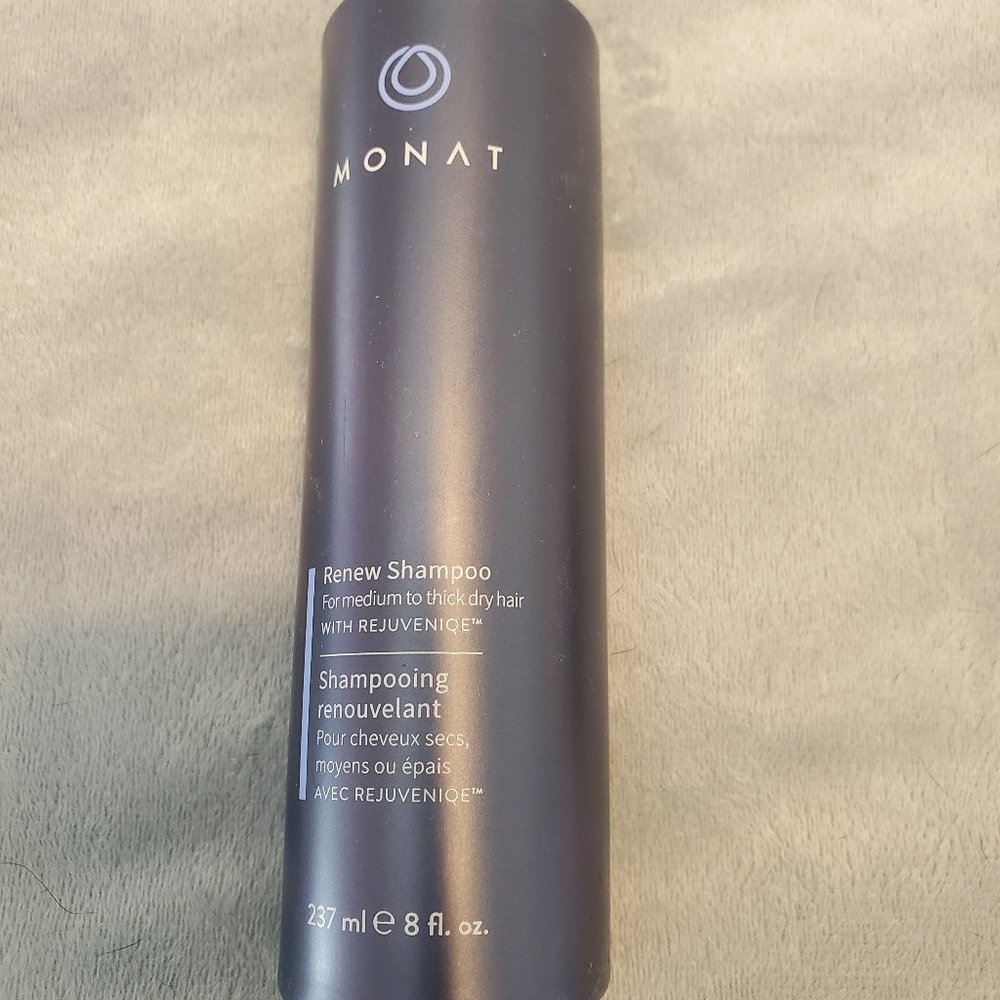 MONAT
Renew Shampoo
For medium to thick dry hair
WITH REJUVENIQE™
Shampooing
renouvelant
Pour cheveux secs,
moyens ou épais
AVEC REJUVENIQE™
237 ml ℮ 8 fl. oz.